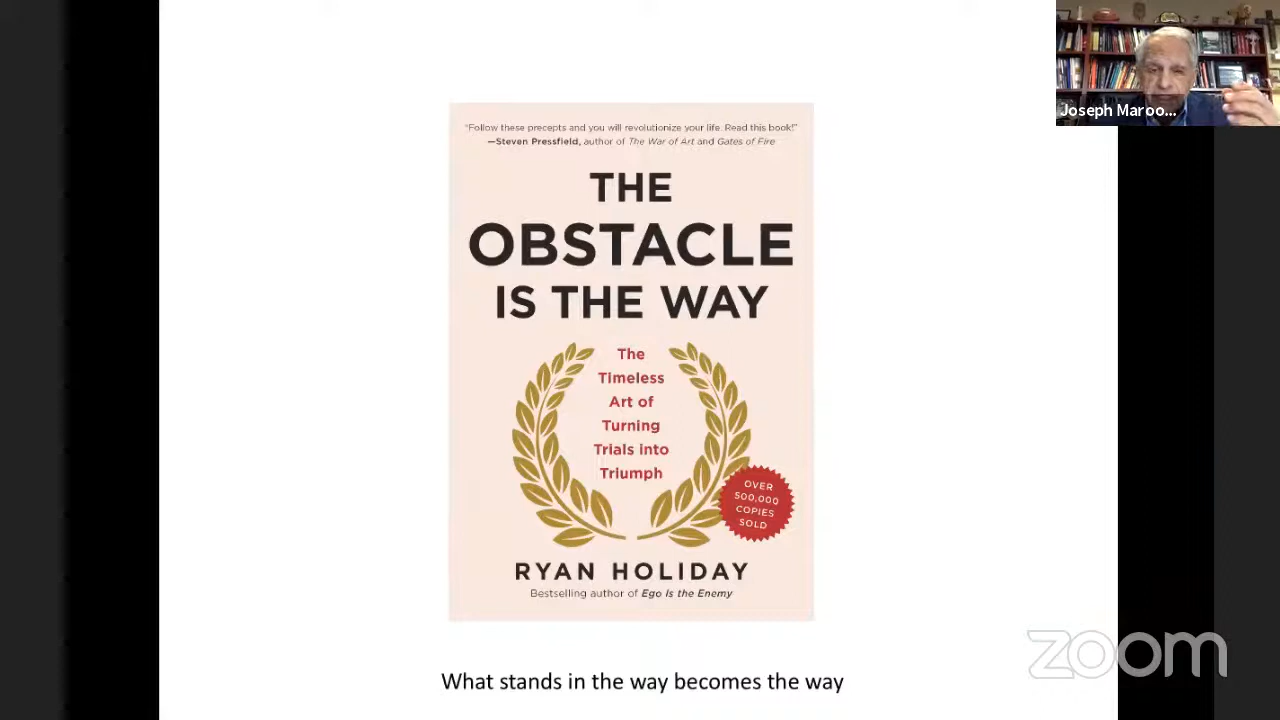 Joseph Maroo...
"Follow these precepts and you will revolutionize your life. Read this book!"
—Steven Pressfield, author of The War of Art and Gates of Fire
THE
OBSTACLE
IS THE WAY
The
Timeless
Art of
Turning
Trials into
Triumph
OVER
500,000
COPIES
SOLD
RYAN HOLIDAY
Bestselling author of Ego Is the Enemy
zoom
What stands in the way becomes the way